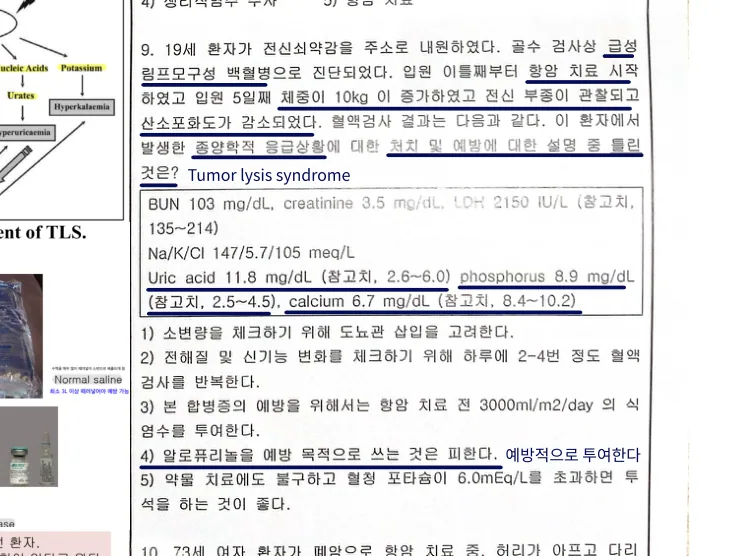 4) 생리식염수 투여 5) 항암 치료
9. 19세 환자가 전신쇠약감을 주소로 내원하였다. 골수 검사상 급성
림프모구성 백혈병으로 진단되었다. 입원 이틀째부터 항암 치료 시작
하였고 입원 5일째 체중이 10kg 이 증가하였고 전신 부종이 관찰되고
산소포화도가 감소되었다. 혈액검사 결과는 다음과 같다. 이 환자에서
발생한 종양학적 응급상황에 대한 처치 및 예방에 대한 설명 중 틀린
것은? Tumor lysis syndrome
BUN 103 mg/dL, creatinine 3.5 mg/dL, LDH 2150 IU/L (참고치,
135~214)
Na/K/Cl 147/5.7/105 meq/L
Uric acid 11.8 mg/dL (참고치, 2.6~6.0) phosphorus 8.9 mg/dL
(참고치, 2.5~4.5), calcium 6.7 mg/dL (참고치, 8.4~10.2)
1) 소변량을 체크하기 위해 도뇨관 삽입을 고려한다.
2) 전해질 및 신기능 변화를 체크하기 위해 하루에 2-4번 정도 혈액
검사를 반복한다.
3) 본 합병증의 예방을 위해서는 항암 치료 전 3000ml/m2/day 의 식
염수를 투여한다.
4) 알로퓨리놀을 예방 목적으로 쓰는 것은 피한다. 예방적으로 투여한다
5) 약물 치료에도 불구하고 혈청 포타슘이 6.0mEq/L를 초과하면 투
석을 하는 것이 좋다.
10. 73세 여자 환자가 폐암으로 항암 치료 중, 허리가 아프고 다리
ucleic Acids Potassium
Urates
Hyperkalaemia
yperuricaemia
ent of TLS.
Normal saline
최소 3L 이상 때려넣어야 예방 가능
ase
환자.